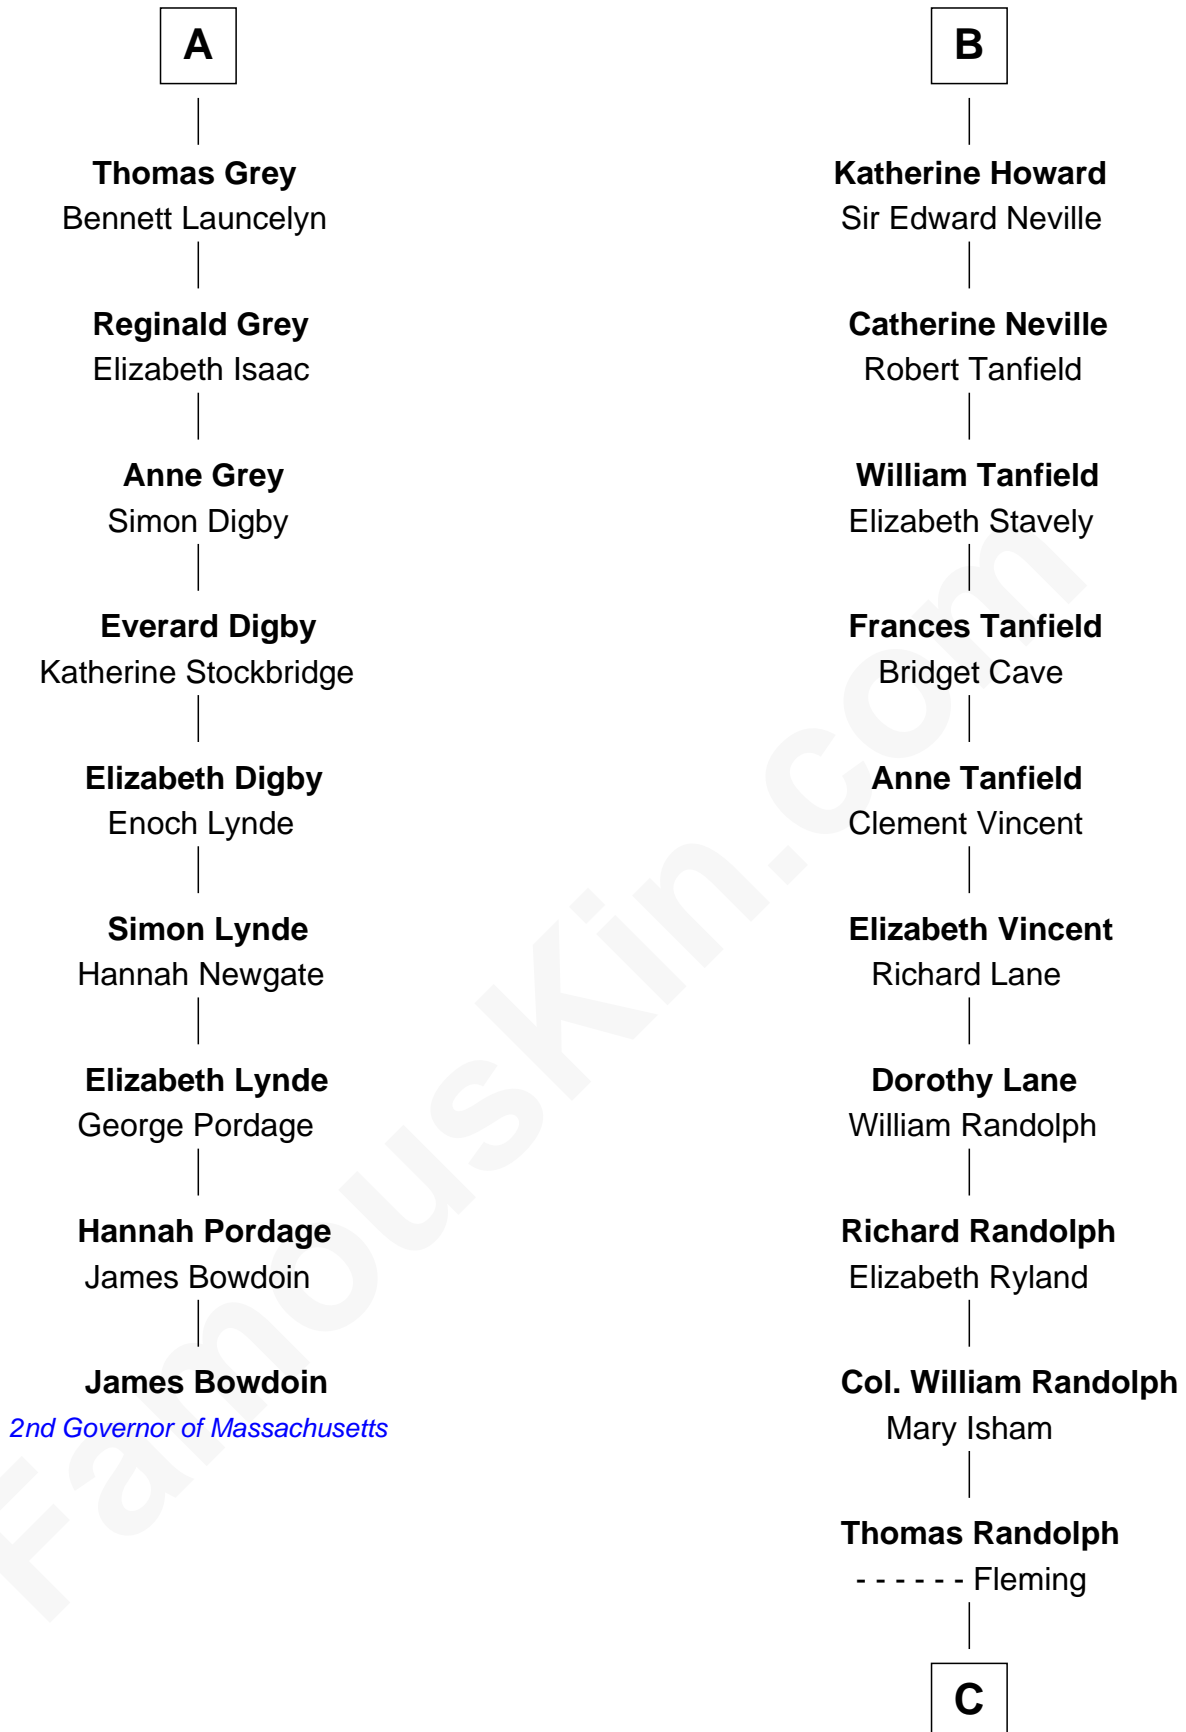 A
Thomas Grey
Bennett Launcelyn
Reginald Grey
Elizabeth Isaac
Anne Grey
Simon Digby
Everard Digby
Katherine Stockbridge
Elizabeth Digby
Enoch Lynde
Simon Lynde
Hannah Newgate
Elizabeth Lynde
George Pordage
Hannah Pordage
James Bowdoin
James Bowdoin
2nd Governor of Massachusetts
B
Katherine Howard
Sir Edward Neville
Catherine Neville
Robert Tanfield
William Tanfield
Elizabeth Stavely
Frances Tanfield
Bridget Cave
Anne Tanfield
Clement Vincent
Elizabeth Vincent
Richard Lane
Dorothy Lane
William Randolph
Richard Randolph
Elizabeth Ryland
Col. William Randolph
Mary Isham
Thomas Randolph
- - - - - - Fleming
C
FamousKin.com